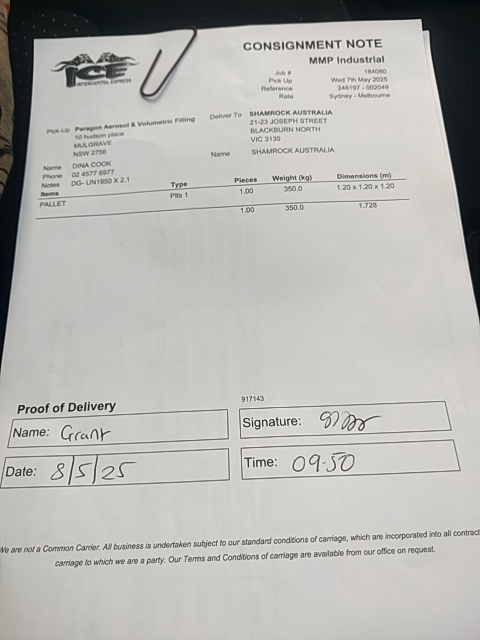 CONSIGNMENT NOTE
ICE
INTERCAPITAL EXPRESS
MMP Industrial
Job # 184080
Pick Up Wed 7th May 2025
Reference 248197 - 002049
Rate Sydney - Melbourne
Pick-Up Paragon Aerosol & Volumetric Filling
10 hudson place
MULGRAVE
NSW 2756
Deliver To SHAMROCK AUSTRALIA
21-23 JOSEPH STREET
BLACKBURN NORTH
VIC 3130
Name SHAMROCK AUSTRALIA
Name DINA COOK
Phone 02 4577 6977
Notes DG- UN1950 X 2.1
Items Type Pieces Weight (kg) Dimensions (m)
PALLET Plts 1 1.00 350.0 1.20 x 1.20 x 1.20
1.00 350.0 1.728
917143
Proof of Delivery
Name: Grant
Signature:
Date: 8/5/25
Time: 09-50
We are not a Common Carrier. All business is undertaken subject to our standard conditions of carriage, which are incorporated into all contract
carriage to which we are a party. Our Terms and Conditions of carriage are available from our office on request.